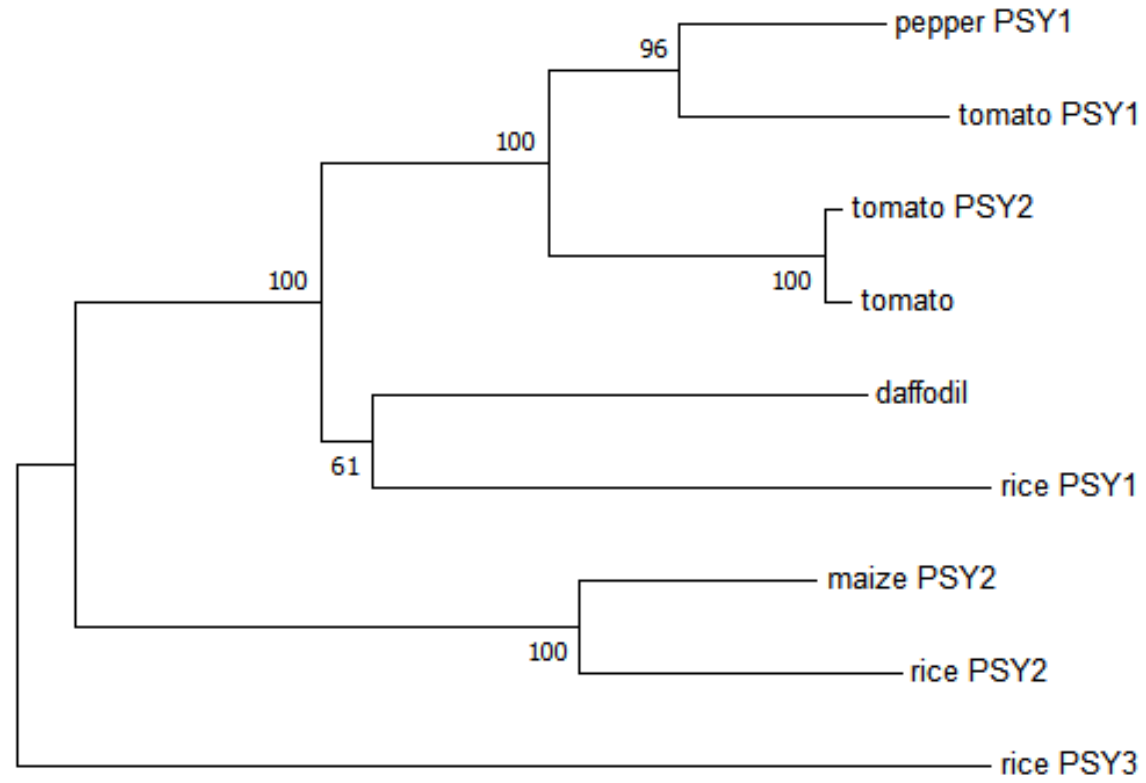 pepper PSY1
96
tomato PSY1
100
tomato PSY2
100
100
tomato
daffodil
61
rice PSY1
maize PSY2
100
rice PSY2
rice PSY3